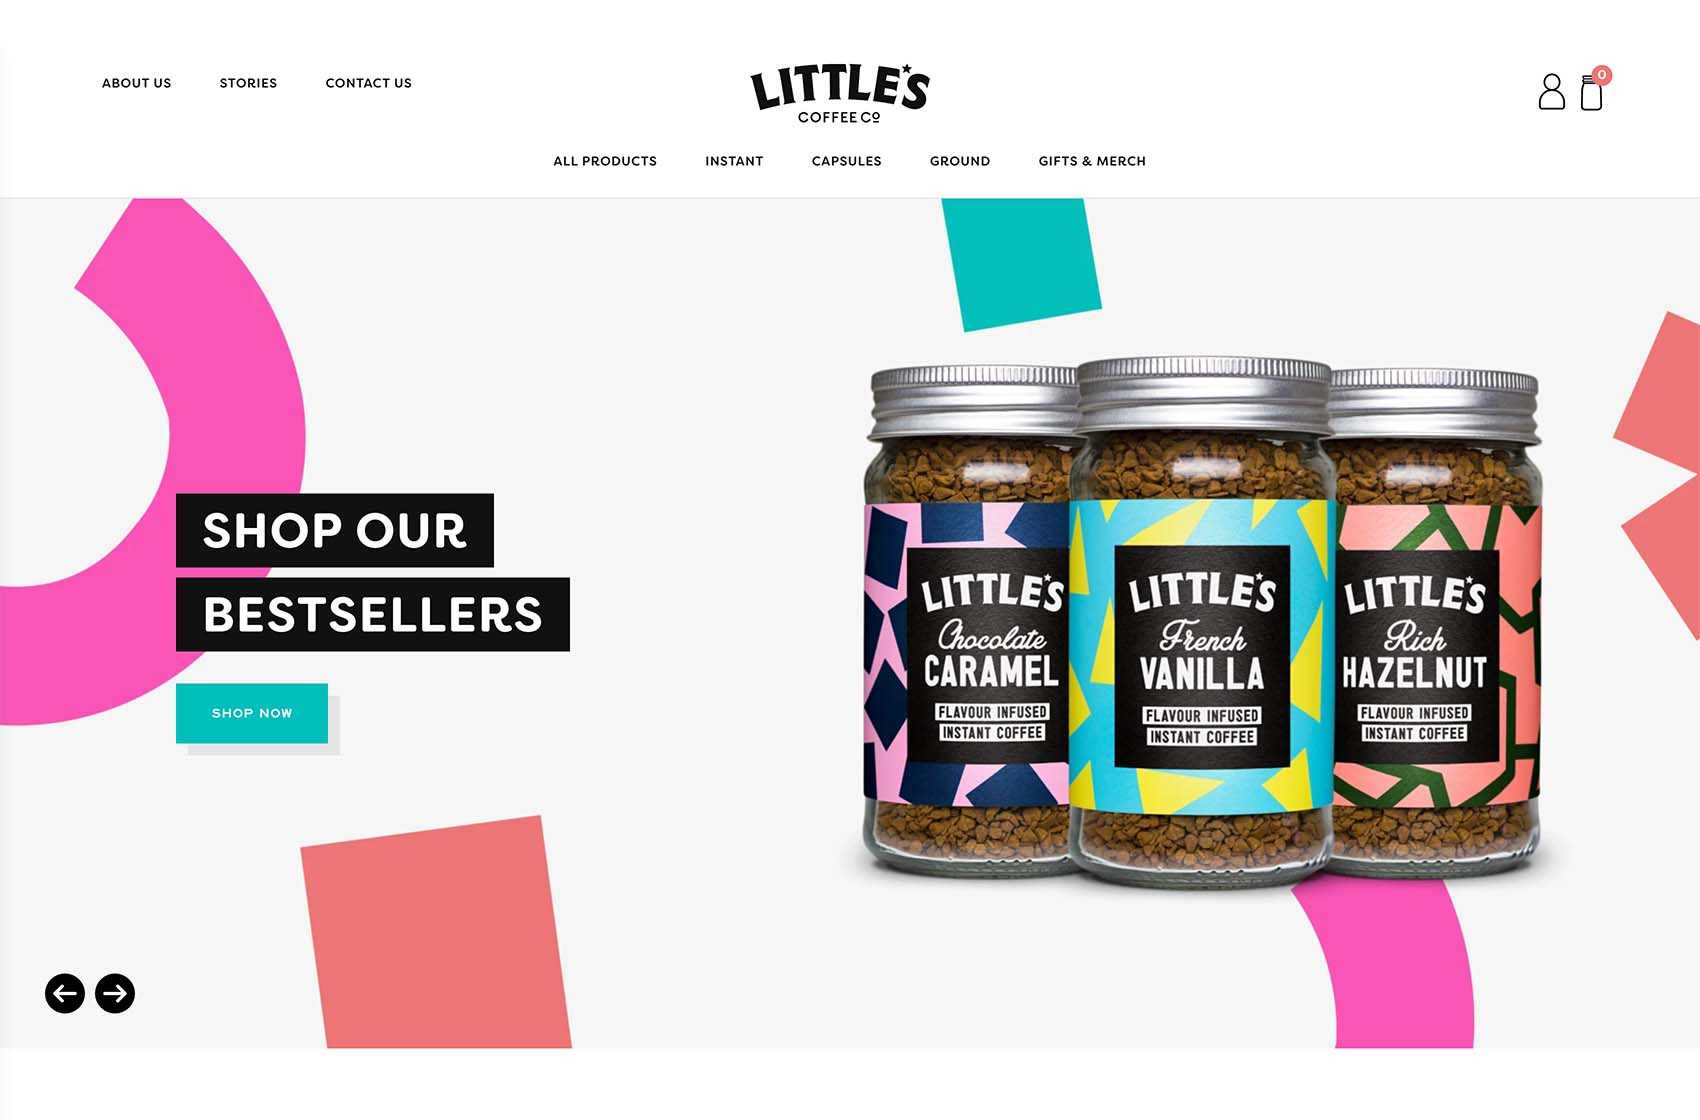 ABOUT US
STORIES
CONTACT US
LITTLE'S
COFFEE CO
0
ALL PRODUCTS
INSTANT
CAPSULES
GROUND
GIFTS & MERCH
SHOP OUR
BESTSELLERS
SHOP NOW
LITTLE'S
Chocolate
CARAMEL
FLAVOUR INFUSED
INSTANT COFFEE
LITTLE'S
French
VANILLA
FLAVOUR INFUSED
INSTANT COFFEE
LITTLE'S
Rich
HAZELNUT
FLAVOUR INFUSED
INSTANT COFFEE